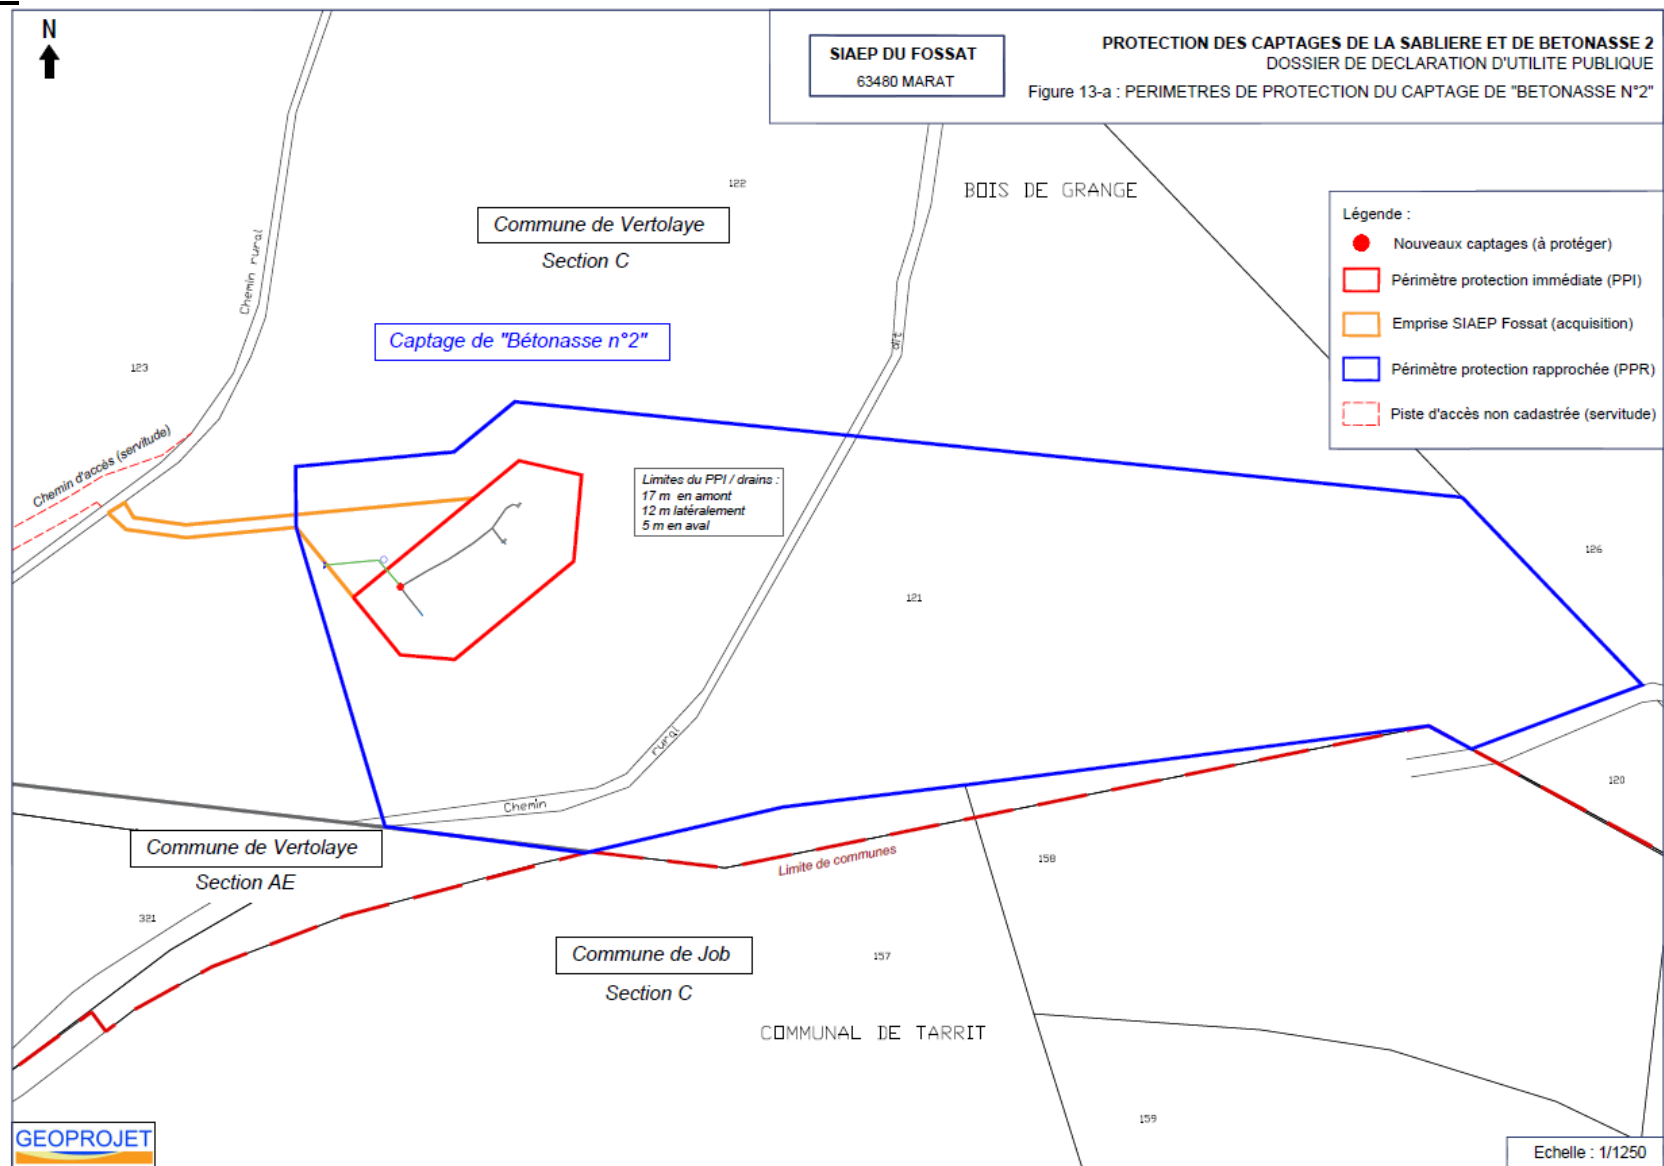 N
SIAEP DU FOSSAT
63480 MARAT
PROTECTION DES CAPTAGES DE LA SABLIERE ET DE BETONASSE 2
DOSSIER DE DECLARATION D'UTILITE PUBLIQUE
Figure 13-a : PERIMETRES DE PROTECTION DU CAPTAGE DE "BETONASSE N°2"
122
BOIS DE GRANGE
Commune de Vertolaye
Section C
Chemin rural
Légende :
Nouveaux captages (à protéger)
Périmètre protection immédiate (PPI)
Emprise SIAEP Fossat (acquisition)
Périmètre protection rapprochée (PPR)
Piste d'accès non cadastrée (servitude)
Captage de "Bétonasse n°2"
dit
123
Chemin d'accès (servitude)
Limites du PPI / drains :
17 m en amont
12 m latéralement
5 m en aval
126
121
rural
120
Chemin
Commune de Vertolaye
Section AE
Limite de communes
158
321
Commune de Job
Section C
157
COMMUNAL DE TARRIT
159
GEOPROJET
Echelle : 1/1250